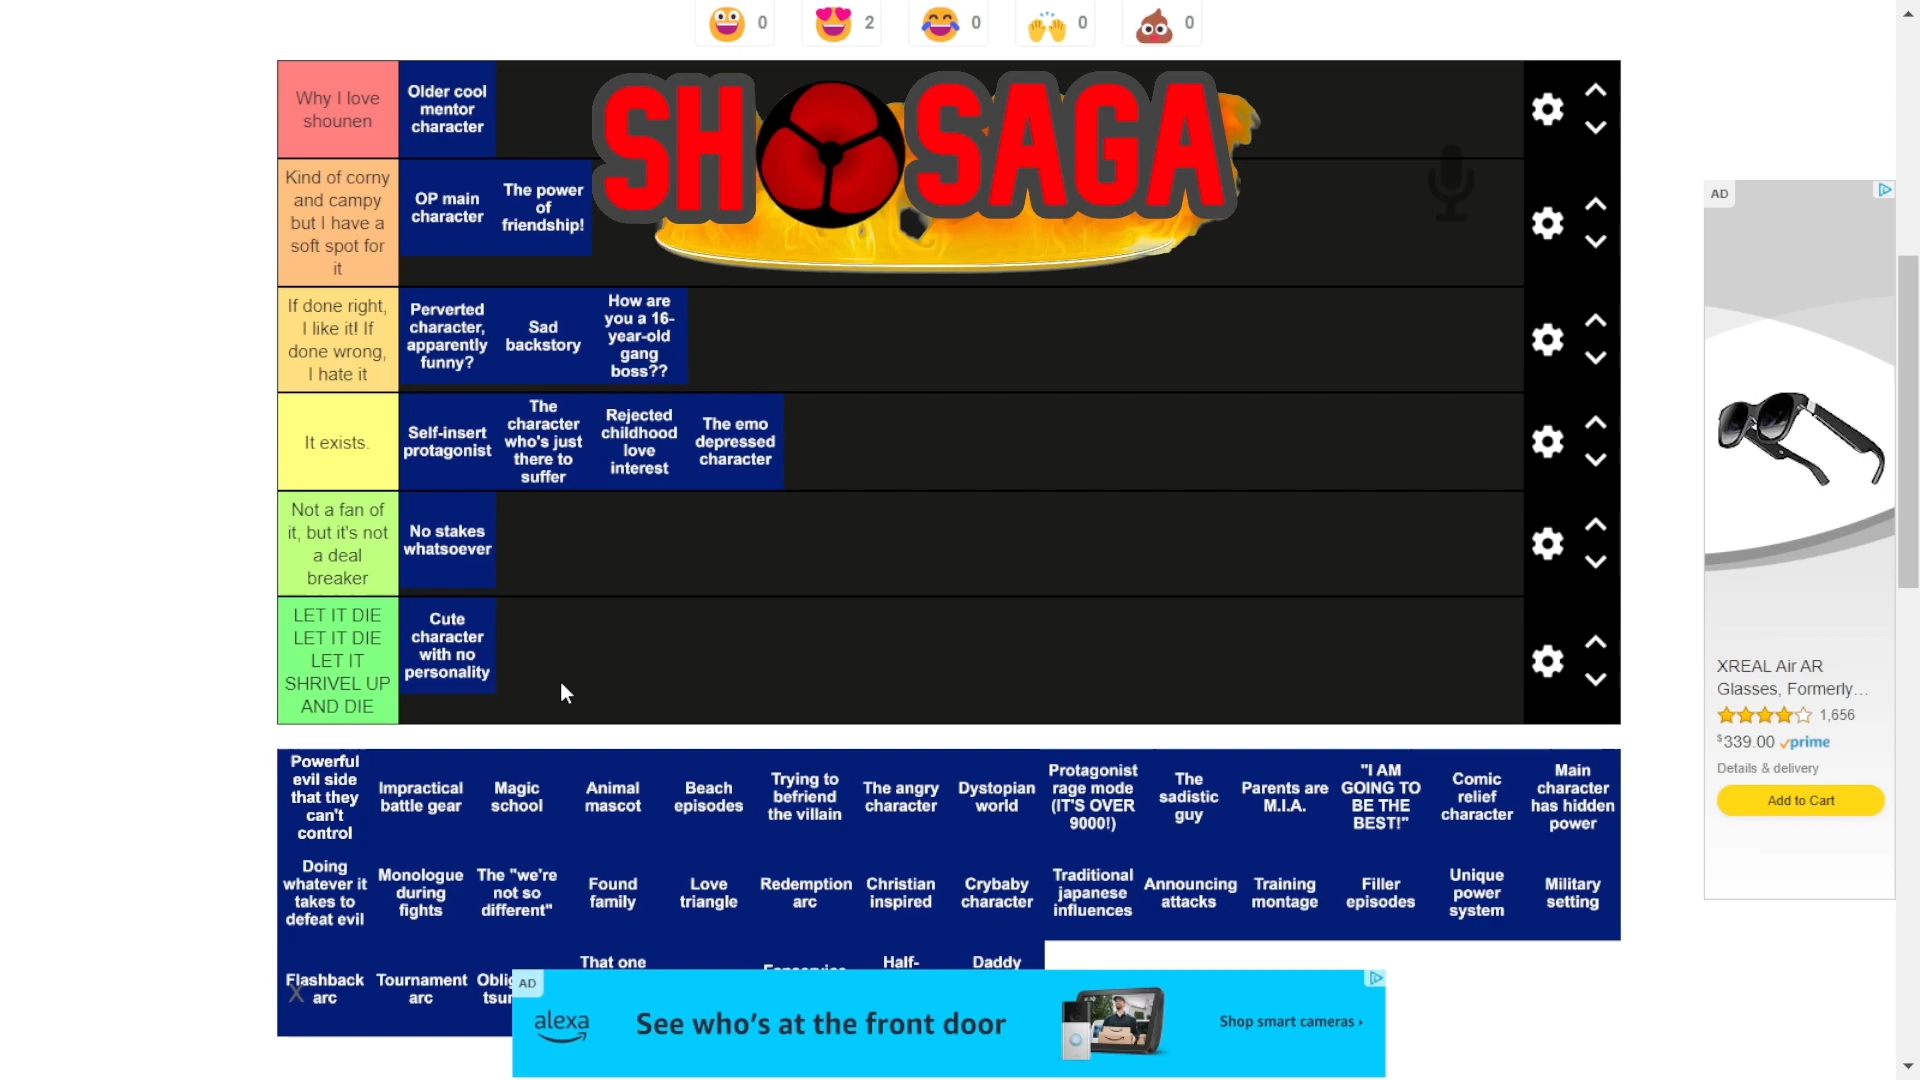 0
2
0
0
0
Why I love
shounen
Older cool
mentor
character
SH SAGA
Kind of corny
and campy
but I have a
soft spot for
it
OP main
character
The power
of
friendship!
If done right,
I like it! If
done wrong,
I hate it
Perverted
character,
apparently
funny?
Sad
backstory
How are
you a 16-
year-old
gang
boss??
It exists.
Self-insert
protagonist
The
character
who's just
there to
suffer
Rejected
childhood
love
interest
The emo
depressed
character
Not a fan of
it, but it's not
a deal
breaker
No stakes
whatsoever
LET IT DIE
LET IT DIE
LET IT
SHRIVEL UP
AND DIE
Cute
character
with no
personality
Powerful
evil side
that they
can't
control
Impractical
battle gear
Magic
school
Animal
mascot
Beach
episodes
Trying to
befriend
the villain
The angry
character
Dystopian
world
Protagonist
rage mode
(IT'S OVER
9000!)
The
sadistic
guy
Parents are
M.I.A.
"I AM
GOING TO
BE THE
BEST!"
Comic
relief
character
Main
character
has hidden
power
Doing
whatever it
takes to
defeat evil
Monologue
during
fights
The "we're
not so
different"
Found
family
Love
triangle
Redemption
arc
Christian
inspired
Crybaby
character
Traditional
japanese
influences
Announcing
attacks
Training
montage
Filler
episodes
Unique
power
system
Military
setting
Flashback
arc
X
Tournament
arc
That one
Half-
Daddy
AD
alexa
See who's at the front door
Shop smart cameras ›
AD
XREAL Air AR
Glasses, Formerly...
1,656
$339.00 prime
Details & delivery
Add to Cart